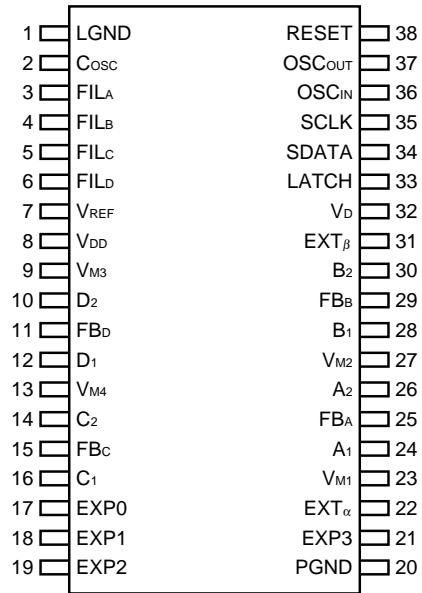 1 LGND RESET 38
2 COSC OSCOUT 37
3 FILA OSCIN 36
4 FILB SCLK 35
5 FILC SDATA 34
6 FILD LATCH 33
7 VREF VD 32
8 VDD EXTβ 31
9 VM3 B2 30
10 D2 FBB 29
11 FBD B1 28
12 D1 VM2 27
13 VM4 A2 26
14 C2 FBA 25
15 FBC A1 24
16 C1 VM1 23
17 EXP0 EXTα 22
18 EXP1 EXP3 21
19 EXP2 PGND 20